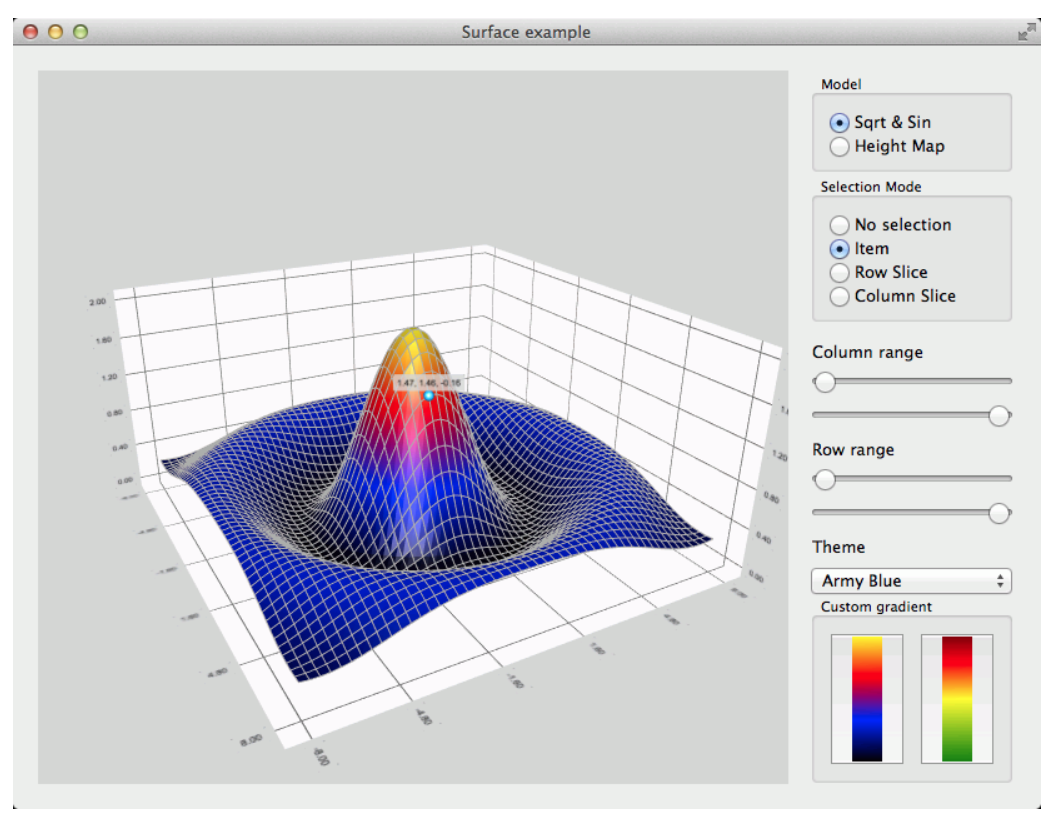 Surface example
Model
Sqrt & Sin
Height Map
Selection Mode
No selection
Item
Row Slice
Column Slice
Column range
Row range
Theme
Army Blue
Custom gradient
2.00
1.60
1.20
0.80
0.40
0.00
1.47, 1.46, -0.16
1.20
0.80
0.40
0.00
4.80
8.00
-8.00
-4.80
-1.60
1.60